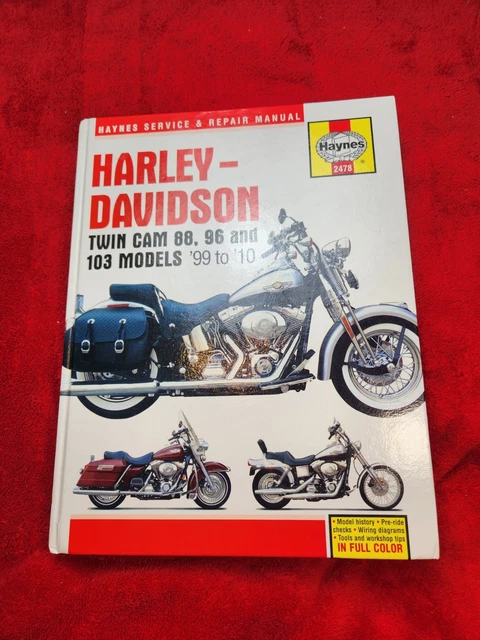 HAYNES SERVICE & REPAIR MANUAL
Haynes
®
2478
HARLEY-
DAVIDSON
TWIN CAM 88, 96 and
103 MODELS '99 to '10
• Model history • Pre-ride
checks • Wiring diagrams
• Tools and workshop tips
IN FULL COLOR